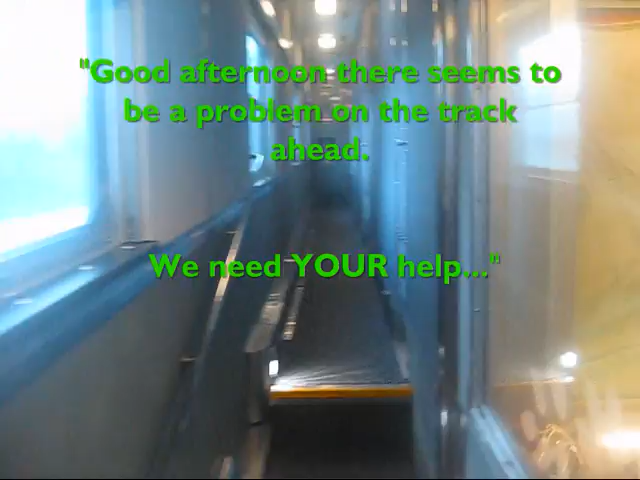 "Good afternoon there seems to
be a problem on the track
ahead.
We need YOUR help..."